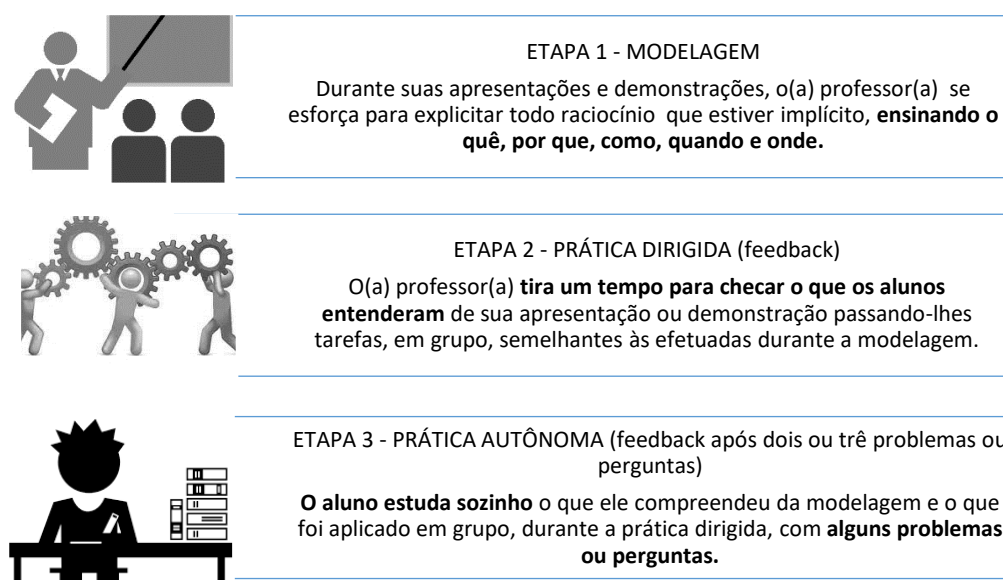 ETAPA 1 - MODELAGEM
Durante suas apresentações e demonstrações, o(a) professor(a) se
esforça para explicitar todo raciocínio que estiver implícito, ensinando o
quê, por que, como, quando e onde.
ETAPA 2 - PRÁTICA DIRIGIDA (feedback)
O(a) professor(a) tira um tempo para checar o que os alunos
entenderam de sua apresentação ou demonstração passando-lhes
tarefas, em grupo, semelhantes às efetuadas durante a modelagem.
ETAPA 3 - PRÁTICA AUTÔNOMA (feedback após dois ou trê problemas ou
perguntas)
O aluno estuda sozinho o que ele compreendeu da modelagem e o que
foi aplicado em grupo, durante a prática dirigida, com alguns problemas
ou perguntas.